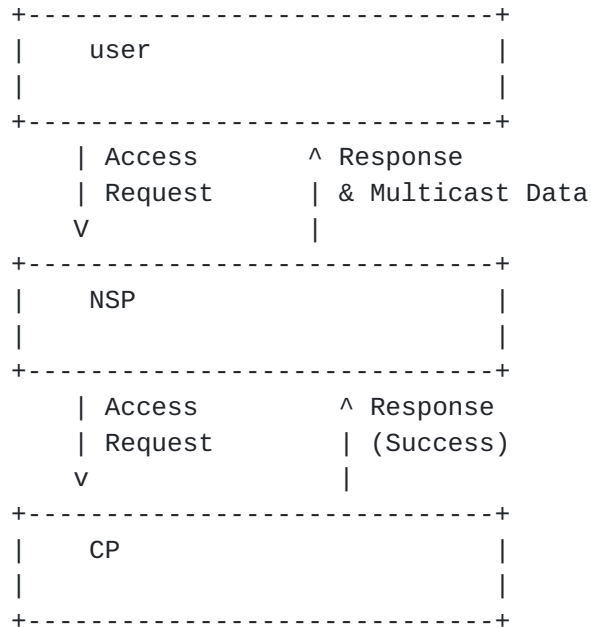 +------------------------------+
|    user                      |
|                              |
+------------------------------+
    | Access       ^ Response
    | Request      | & Multicast Data
    V              |
+------------------------------+
|    NSP                       |
|                              |
+------------------------------+
    | Access         ^ Response
    | Request        | (Success)
    v                |
+------------------------------+
|    CP                        |
|                              |
+------------------------------+